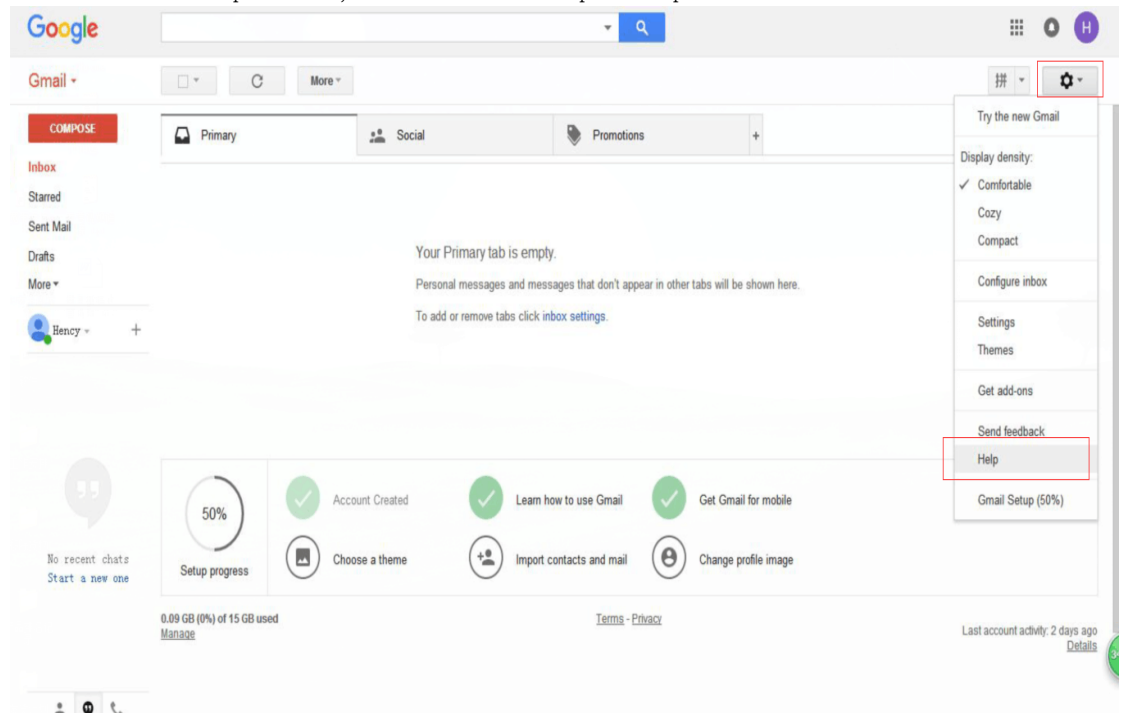 Google
H
Gmail
More
拼
COMPOSE
Primary
Social
Promotions
+
Inbox
Starred
Sent Mail
Drafts
More
Hency
+
Your Primary tab is empty.
Personal messages and messages that don't appear in other tabs will be shown here.
To add or remove tabs click inbox settings.
Try the new Gmail
Display density:
✓ Comfortable
Cozy
Compact
Configure inbox
Settings
Themes
Get add-ons
Send feedback
Help
Gmail Setup (50%)
No recent chats
Start a new one
50%
Setup progress
Account Created
Learn how to use Gmail
Get Gmail for mobile
Choose a theme
Import contacts and mail
Change profile image
0.09 GB (0%) of 15 GB used
Manage
Terms - Privacy
Last account activity: 2 days ago
Details